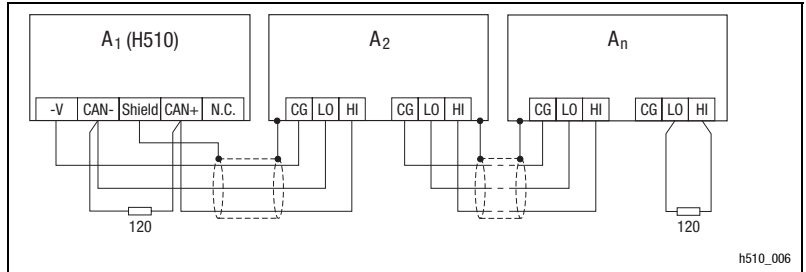 A1 (H510)
A2
An
-V CAN- Shield CAN+ N.C.
CG LO HI
CG LO HI
CG LO HI
CG LO HI
120
120
h510_006